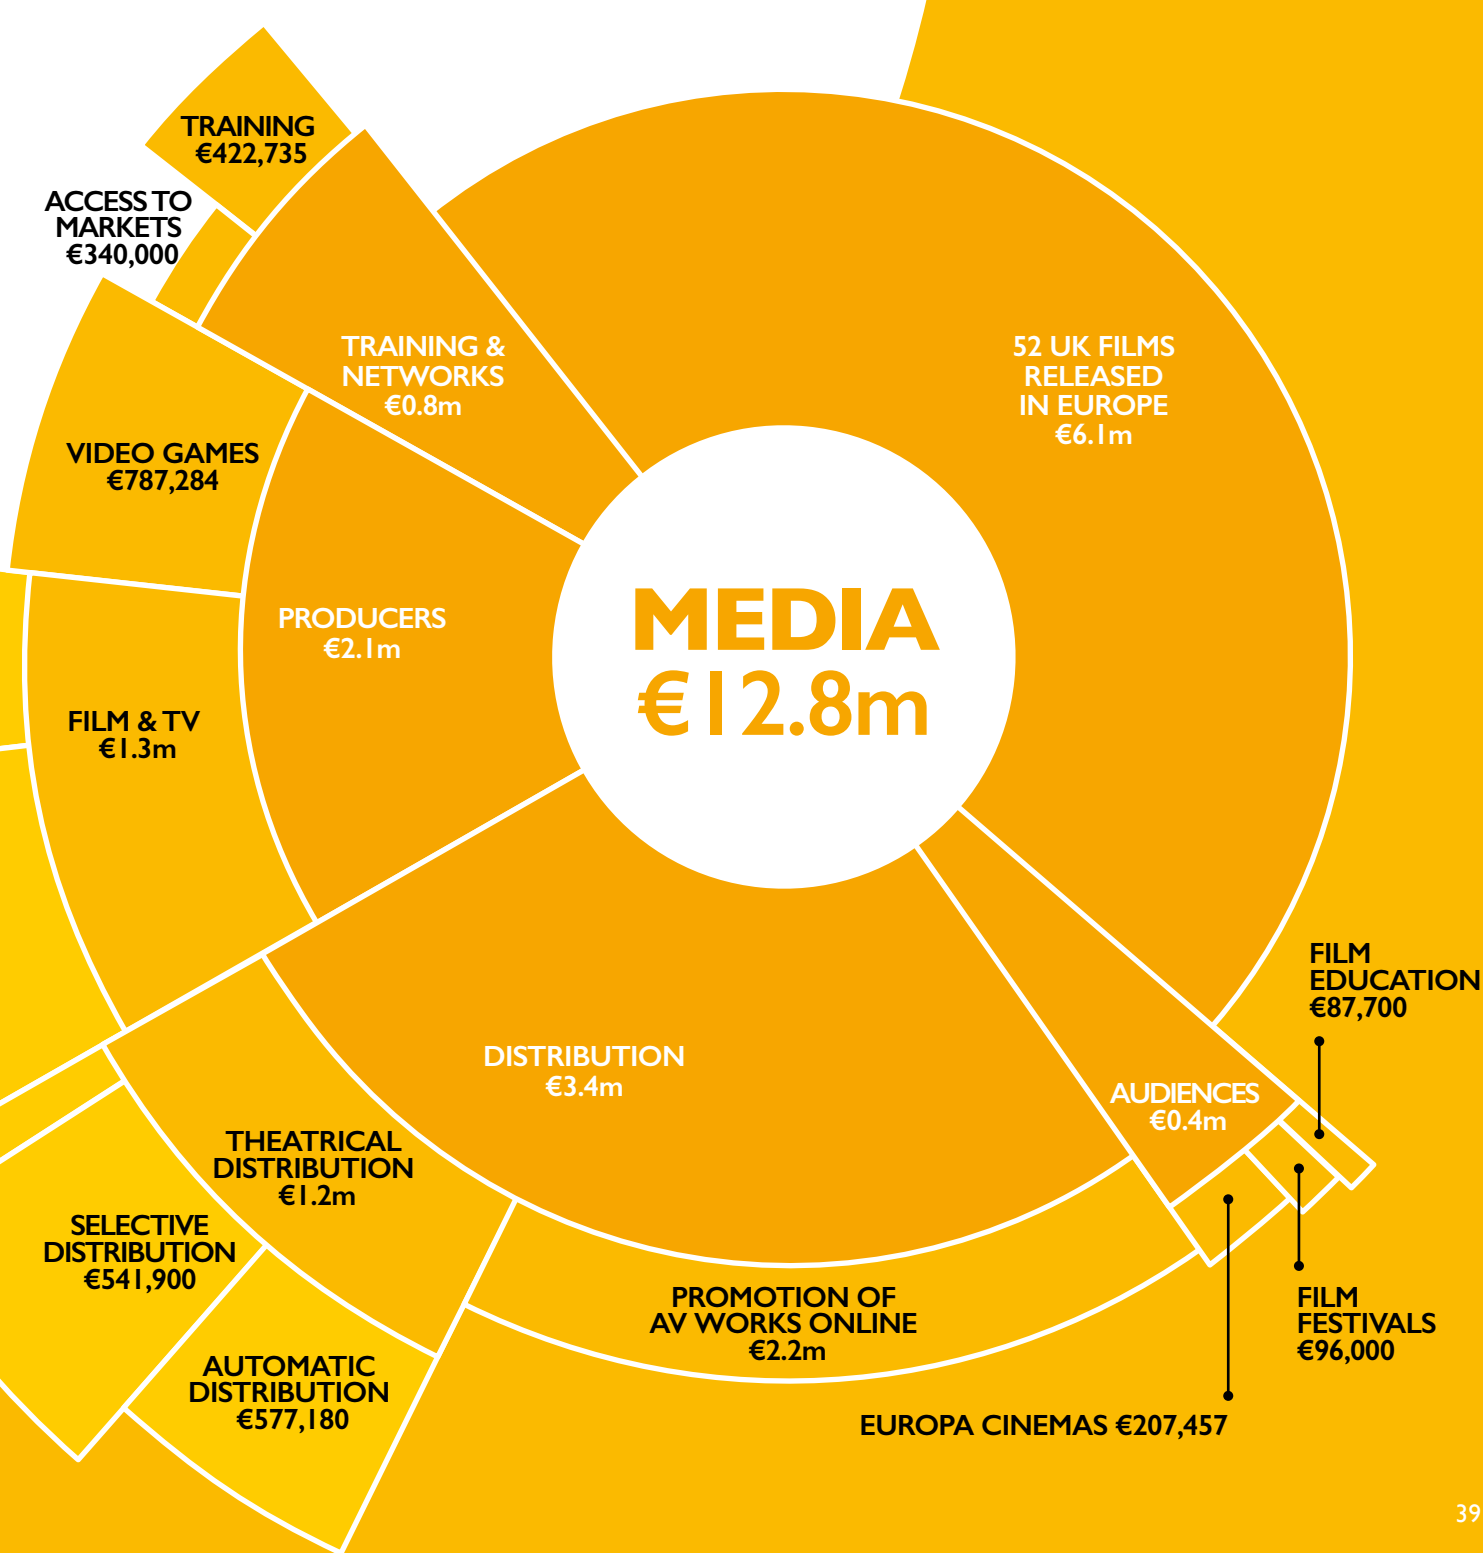 TRAINING
€422,735
ACCESS TO
MARKETS
€340,000
TRAINING &
NETWORKS
€0.8m
52 UK FILMS
RELEASED
IN EUROPE
€6.1m
VIDEO GAMES
€787,284
PRODUCERS
€2.1m
MEDIA
€12.8m
FILM & TV
€1.3m
FILM
EDUCATION
€87,700
DISTRIBUTION
€3.4m
AUDIENCES
€0.4m
THEATRICAL
DISTRIBUTION
€1.2m
SELECTIVE
DISTRIBUTION
€541,900
PROMOTION OF
AV WORKS ONLINE
€2.2m
FILM
FESTIVALS
€96,000
AUTOMATIC
DISTRIBUTION
€577,180
EUROPA CINEMAS €207,457
39